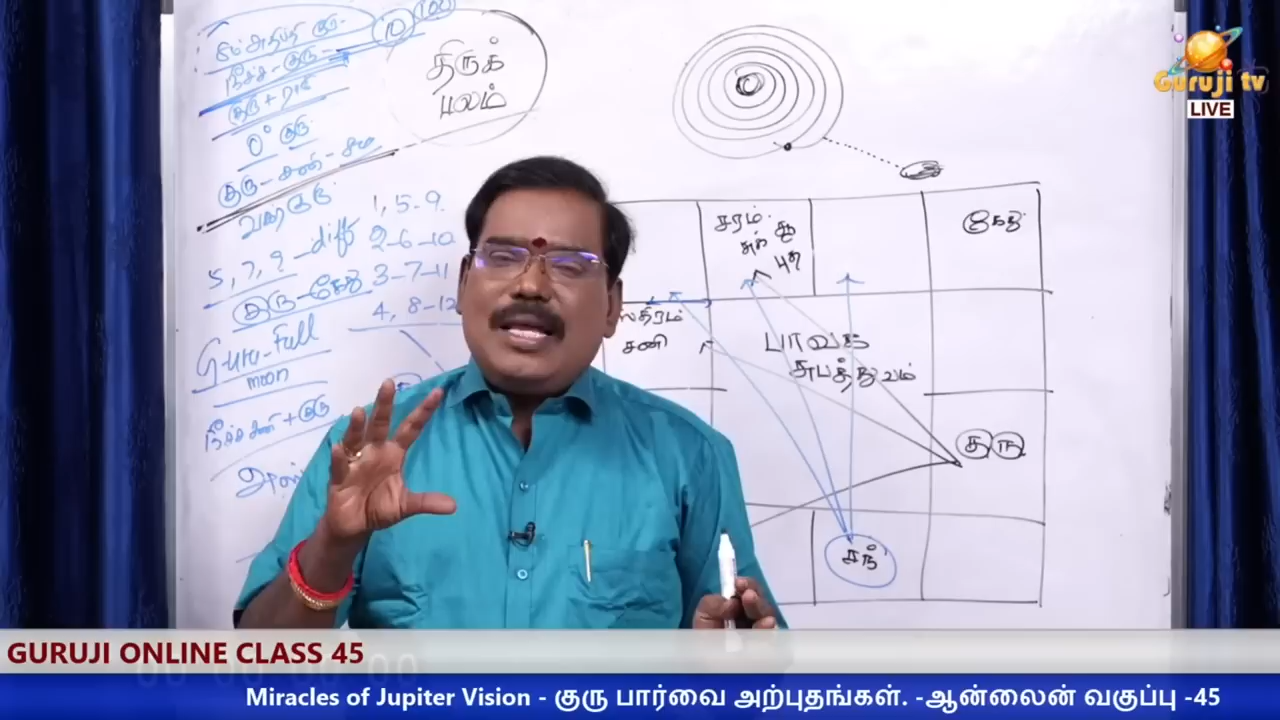 நீச்ச - குரு
குரு + ராகு
0° குரு
குரு - சனி - சம
1, 5 - 9
5, 7, 9 - diff 2 - 6 - 10
குரு - கேது 3 - 7 - 11
4, 8 - 12
Guru - Full
moon
நீச்ச சனி + குரு
திருக்
பலம்
சரம்
சுக் சூ
புத
கேது
ஸ்திரம்
சனி
பாவக
சுபத்துவம்
குரு
சந்
Guruji tv
LIVE
GURUJI ONLINE CLASS 45
Miracles of Jupiter Vision - குரு பார்வை அற்புதங்கள். -ஆன்லைன் வகுப்பு -45